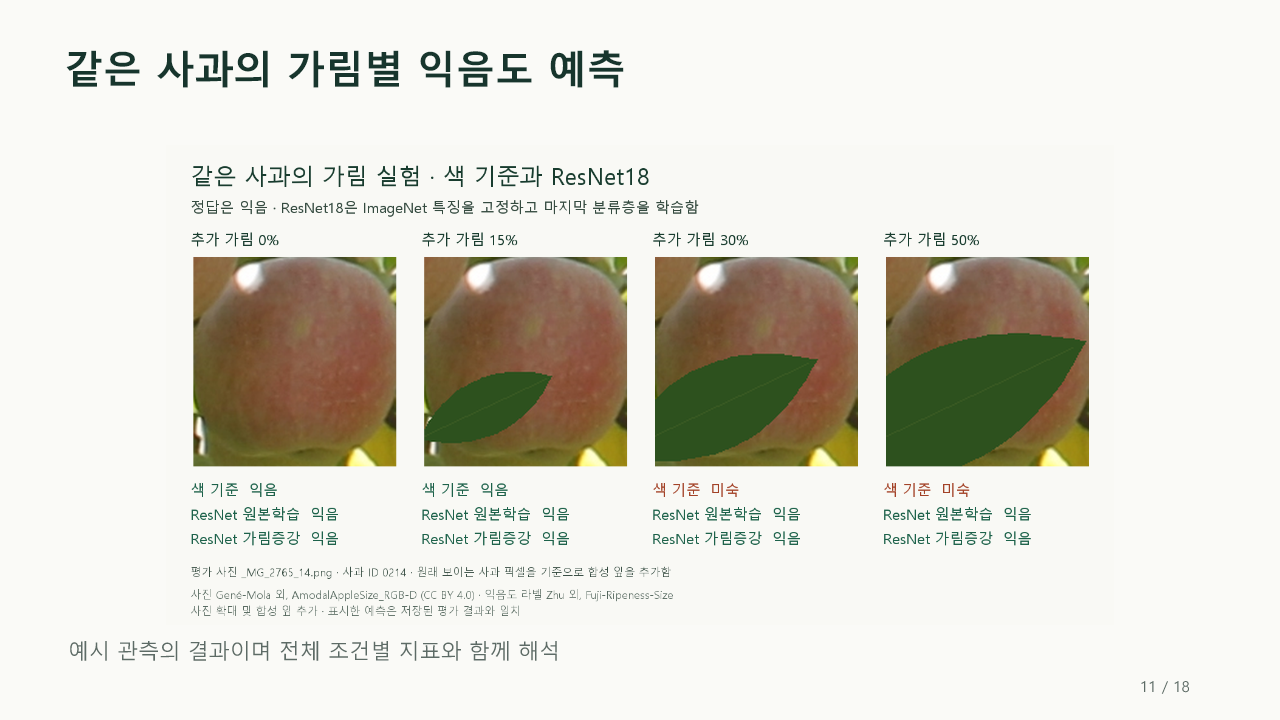 같은 사과의 가림별 익음도 예측
같은 사과의 가림 실험 · 색 기준과 ResNet18
정답은 익음 · ResNet18은 ImageNet 특징을 고정하고 마지막 분류층을 학습함
추가 가림 0%
추가 가림 15%
추가 가림 30%
추가 가림 50%
색 기준 익음
ResNet 원본학습 익음
ResNet 가림증강 익음
색 기준 익음
ResNet 원본학습 익음
ResNet 가림증강 익음
색 기준 미숙
ResNet 원본학습 익음
ResNet 가림증강 익음
색 기준 미숙
ResNet 원본학습 익음
ResNet 가림증강 익음
평가 사진 _MG_2765_14.png · 사과 ID 0214 · 원래 보이는 사과 픽셀을 기준으로 합성 잎을 추가함
사진 Gené-Mola 외, AmodalAppleSize_RGB-D (CC BY 4.0) · 익음도 라벨 Zhu 외, Fuji-Ripeness-Size
사진 확대 및 합성 잎 추가 · 표시한 예측은 저장된 평가 결과와 일치
예시 관측의 결과이며 전체 조건별 지표와 함께 해석
11 / 18